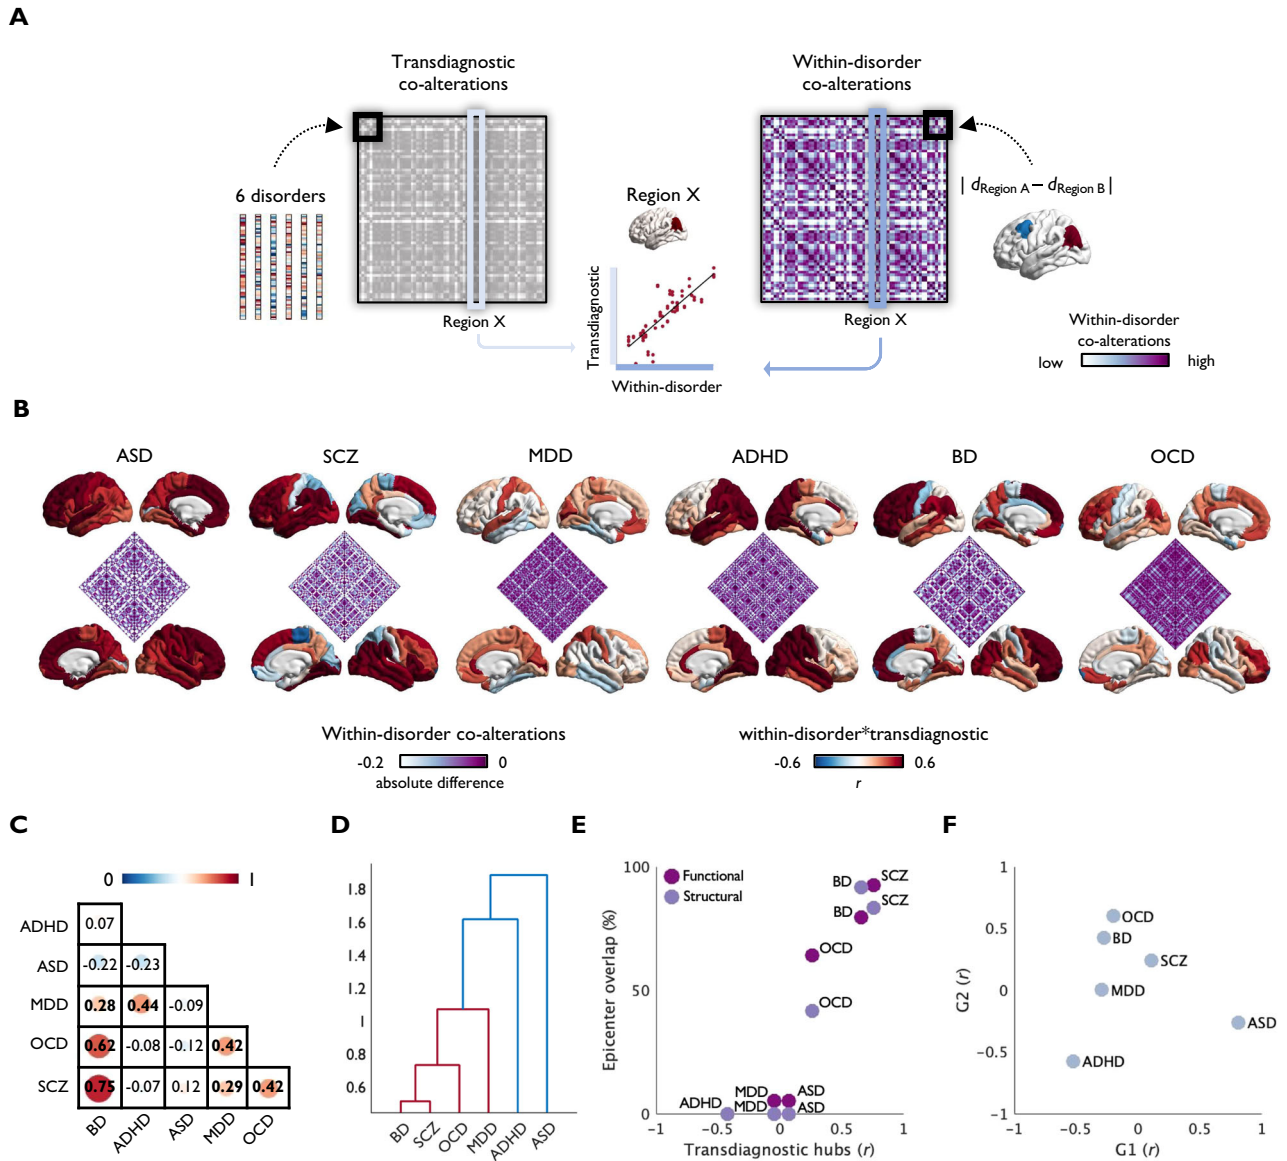 A
Transdiagnostic
co-alterations
Within-disorder
co-alterations
6 disorders
Region X
Region X
Transdiagnostic
Within-disorder
Region X
| dRegion A – dRegion B |
Within-disorder
co-alterations
low
high
B
ASD
SCZ
MDD
ADHD
BD
OCD
Within-disorder co-alterations
-0.2
0
absolute difference
within-disorder*transdiagnostic
-0.6
0.6
r
C
0
1
ADHD
0.07
ASD
-0.22
-0.23
MDD
0.28
0.44
-0.09
OCD
0.62
-0.08
-0.12
0.42
SCZ
0.75
-0.07
0.12
0.29
0.42
BD
ADHD
ASD
MDD
OCD
D
1.8
1.6
1.4
1.2
1
0.8
0.6
BD
SCZ
OCD
MDD
ADHD
ASD
E
Functional
Structural
Epicenter overlap (%)
100
50
0
BD
SCZ
SCZ
BD
OCD
OCD
MDD
ASD
ADHD
MDD
ASD
−1
−0.5
0
0.5
1
Transdiagnostic hubs (r)
F
G2 (r)
1
0.5
0
−0.5
−1
OCD
BD
SCZ
MDD
ASD
ADHD
−1
−0.5
0
0.5
1
G1 (r)